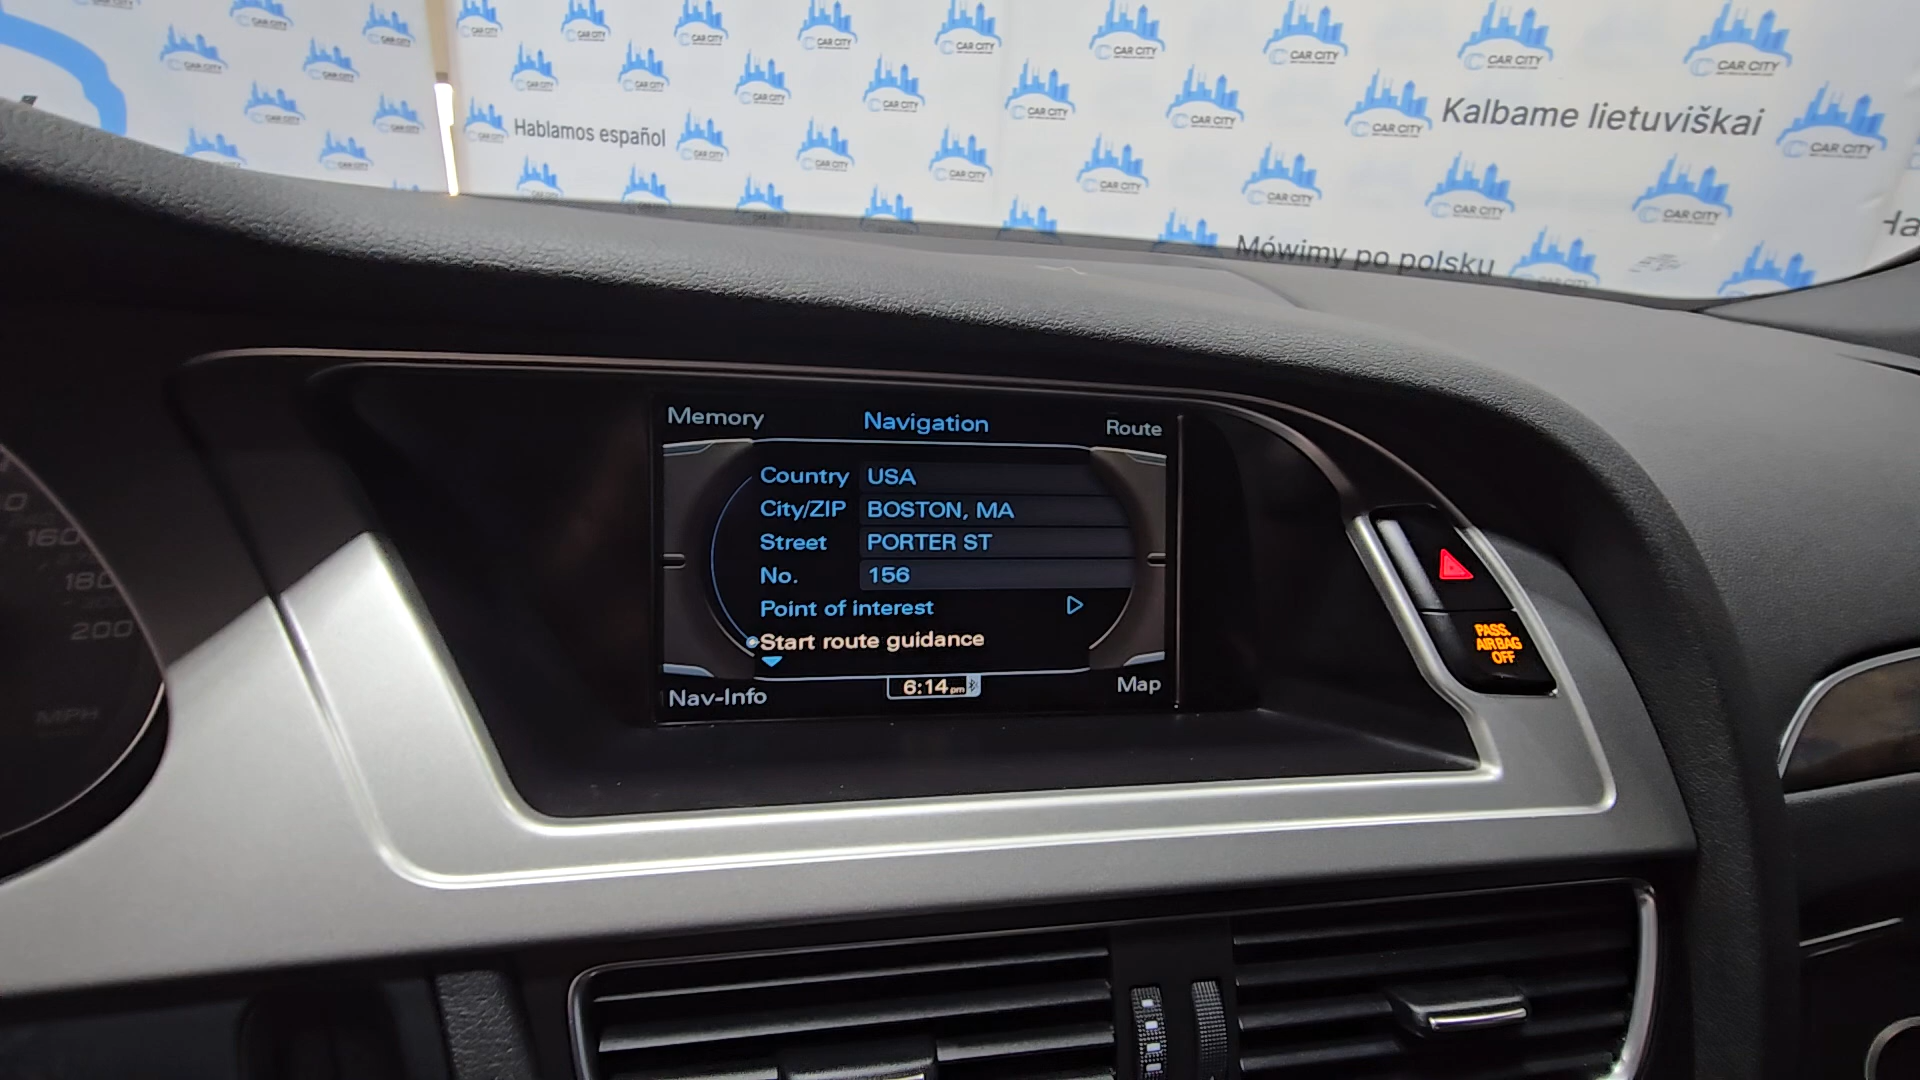 CAR CITY
Hablamos español
Kalbame lietuviškai
Mówimy po polsku
Ha
Memory
Navigation
Route
Country USA
City/ZIP BOSTON, MA
Street PORTER ST
No. 156
Point of interest
Start route guidance
Nav-Info
6:14 pm
Map
PASS
AIRBAG
OFF
160
180
200
MPH